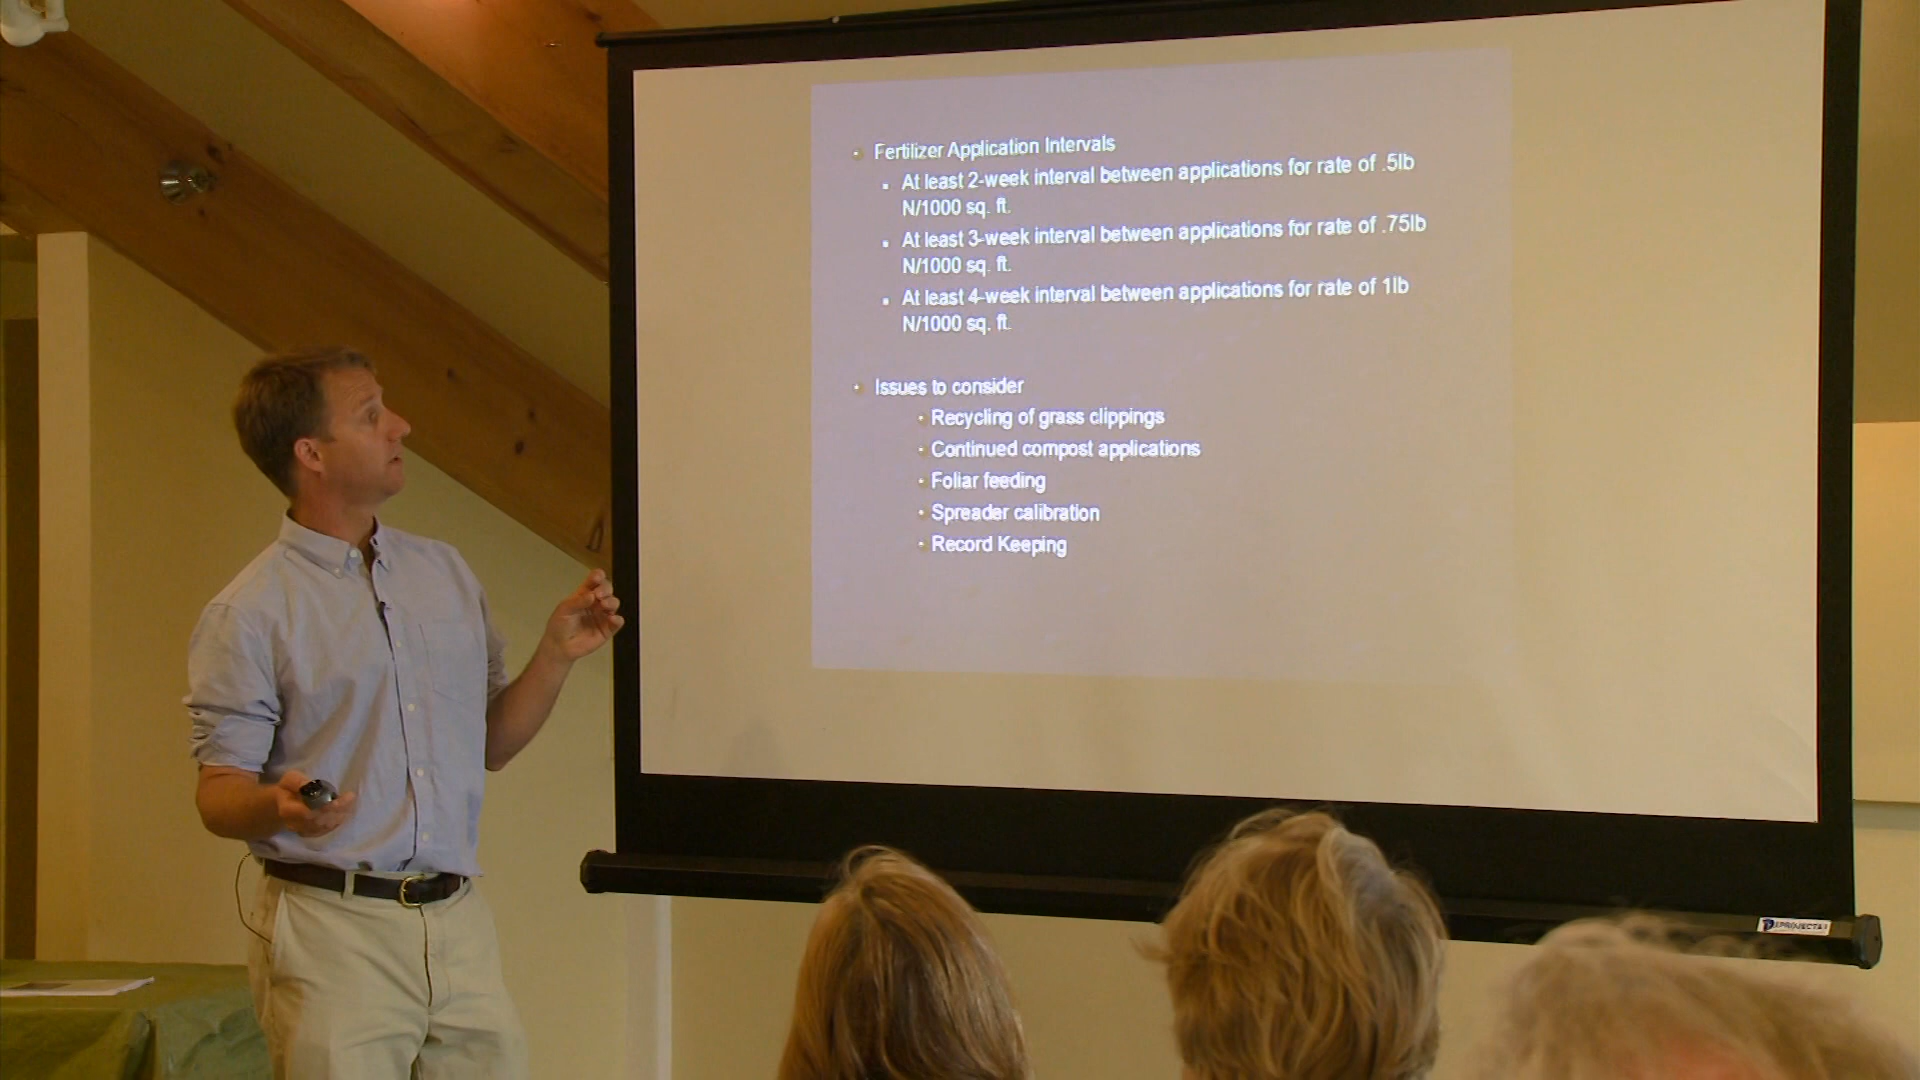 Fertilizer Application Intervals
At least 2-week interval between applications for rate of .5lb
N/1000 sq. ft.
At least 3-week interval between applications for rate of .75lb
N/1000 sq. ft.
At least 4-week interval between applications for rate of 1lb
N/1000 sq. ft.
Issues to consider
Recycling of grass clippings
Continued compost applications
Foliar feeding
Spreader calibration
Record Keeping